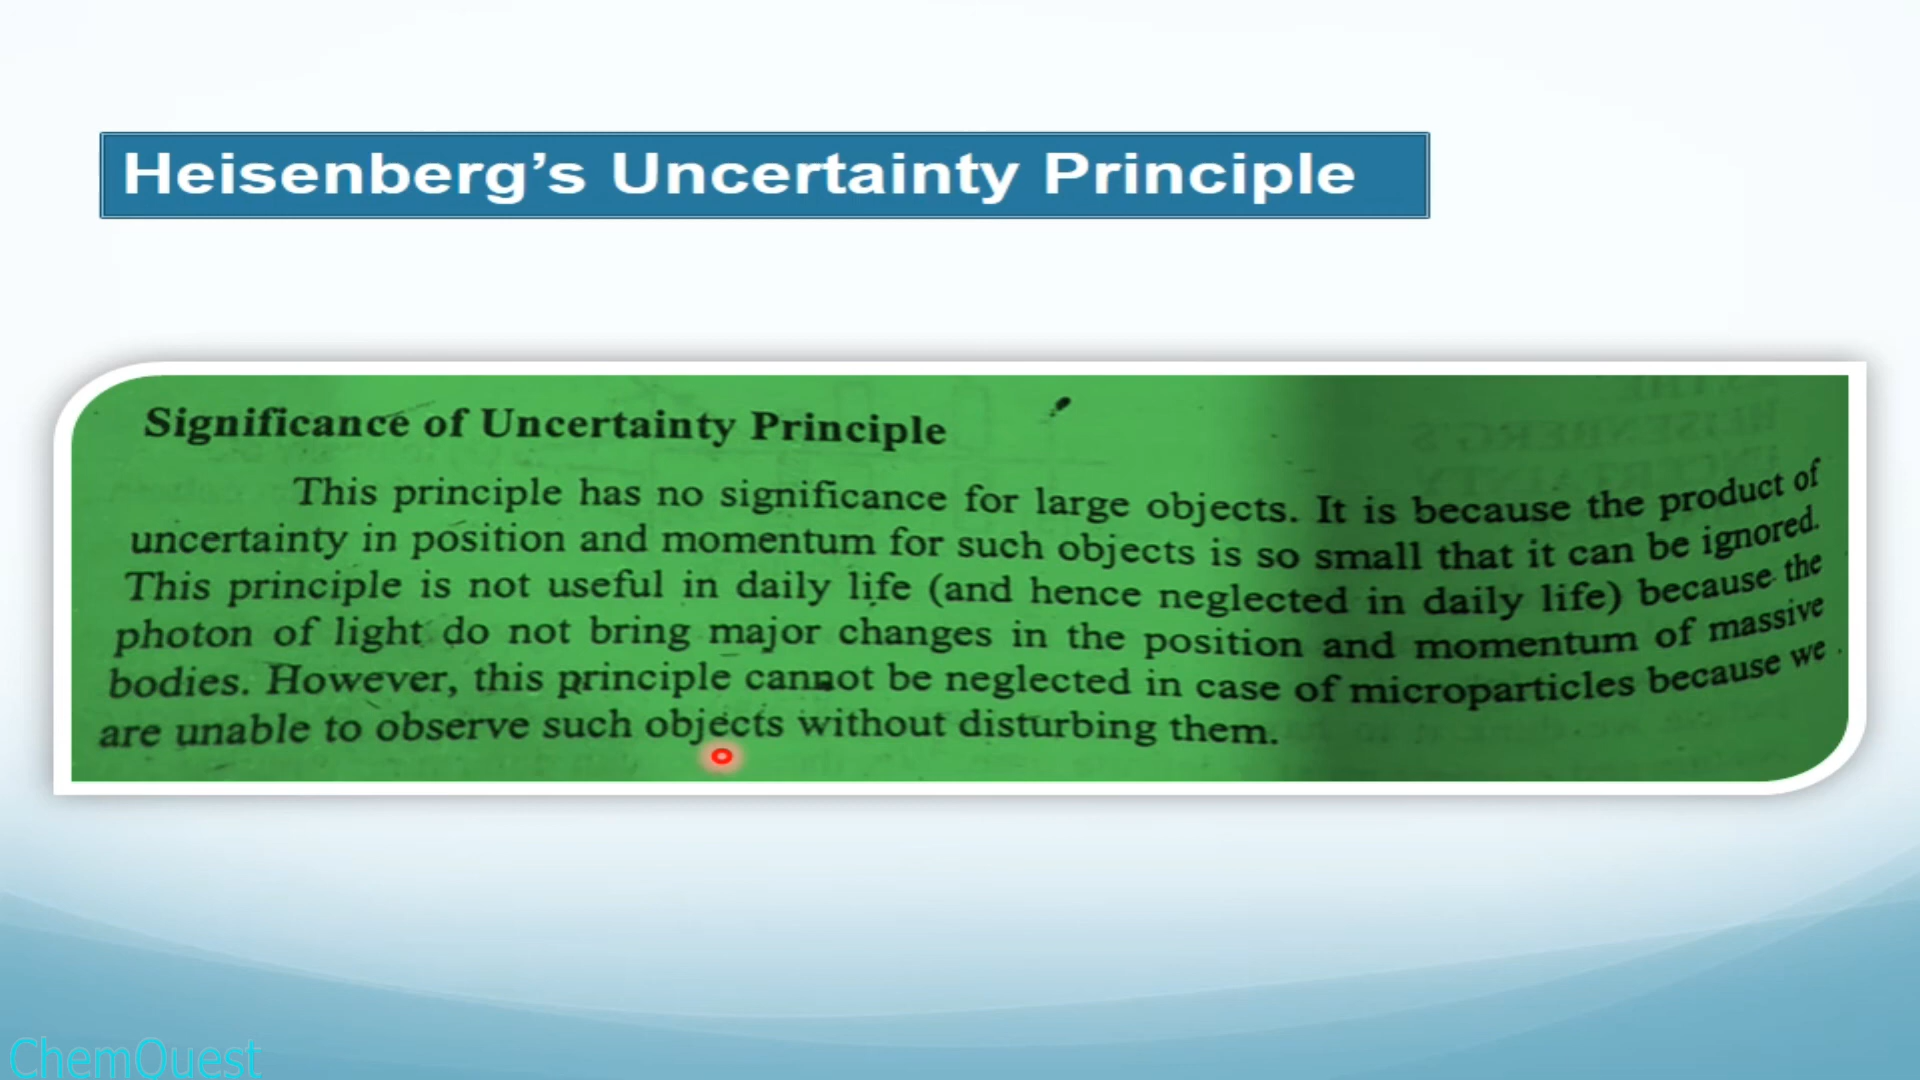 Heisenberg’s Uncertainty Principle
Significance of Uncertainty Principle
This principle has no significance for large objects. It is because the product of
uncertainty in position and momentum for such objects is so small that it can be ignored.
This principle is not useful in daily life (and hence neglected in daily life) because the
photon of light do not bring major changes in the position and momentum of massive
bodies. However, this principle cannot be neglected in case of microparticles because we
are unable to observe such objects without disturbing them.
ChemQuest